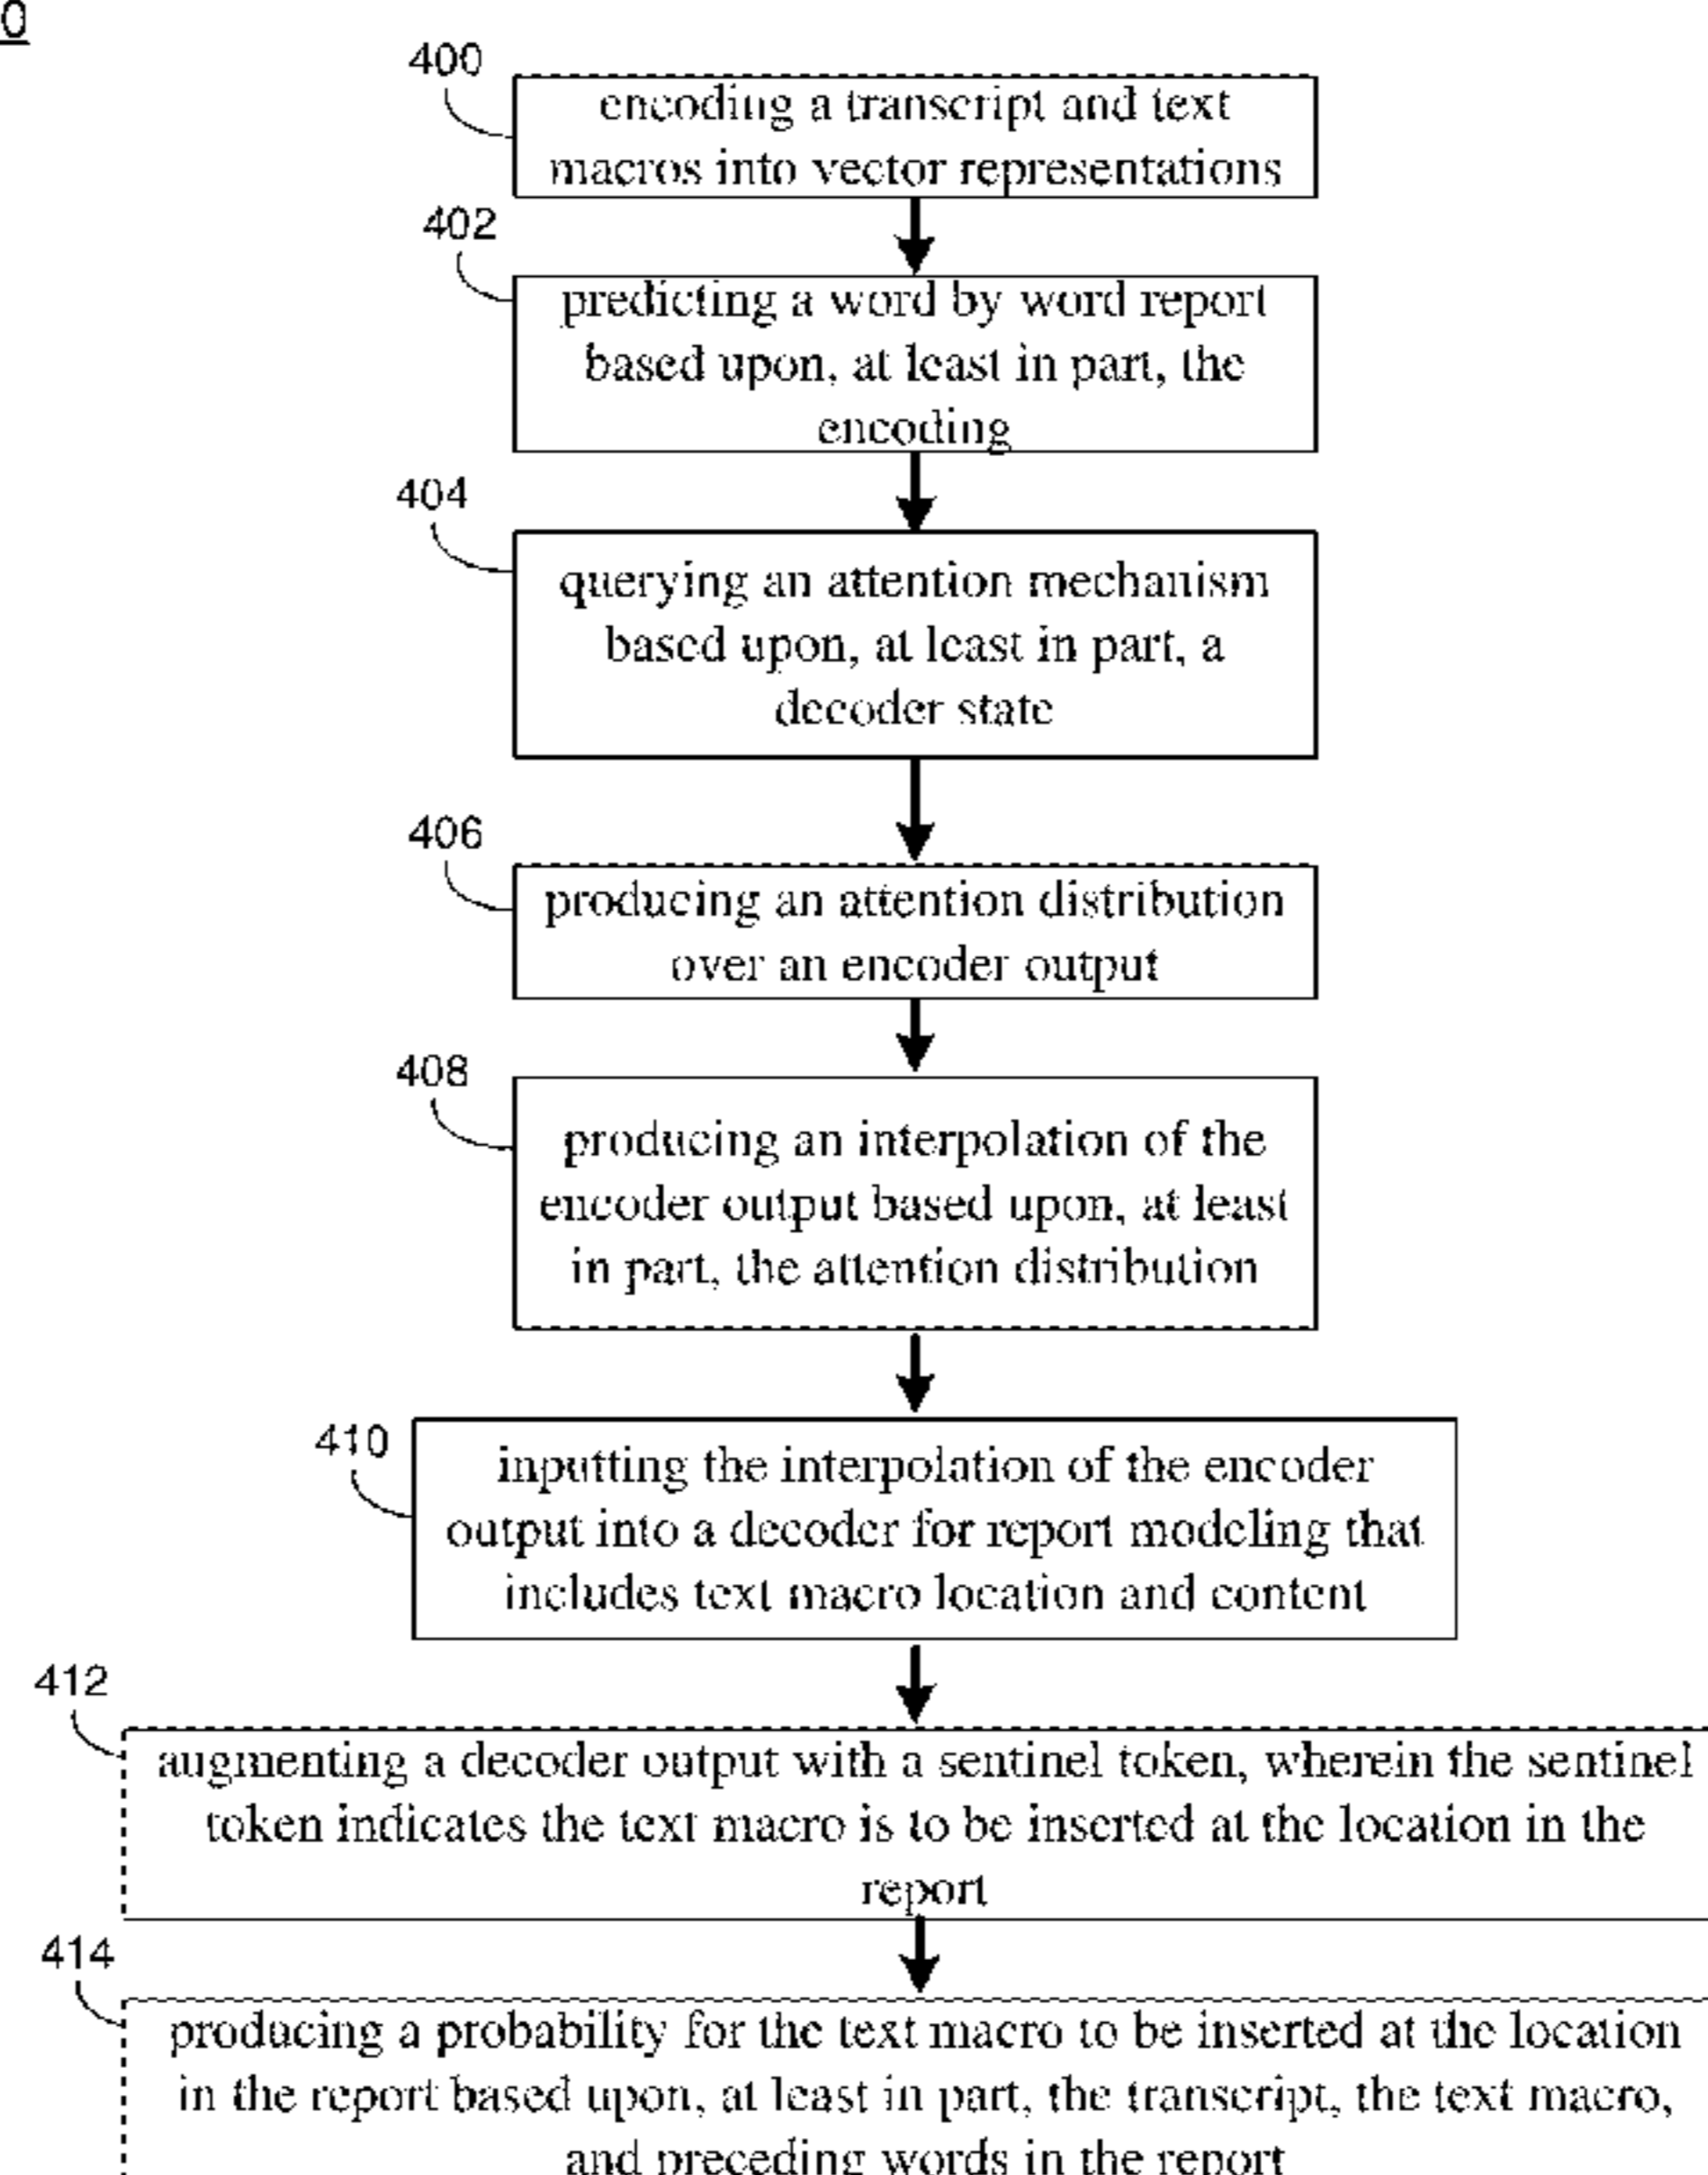 0
400
encoding a transcript and text
macros into vector representations
402
predicting a word by word report
based upon, at least in part, the
encoding
404
querying an attention mechanism
based upon, at least in part, a
decoder state
406
producing an attention distribution
over an encoder output
408
producing an interpolation of the
encoder output based upon, at least
in part, the attention distribution
410
inputting the interpolation of the encoder
output into a decoder for report modeling that
includes text macro location and content
412
augmenting a decoder output with a sentinel token, wherein the sentinel
token indicates the text macro is to be inserted at the location in the
report
414
producing a probability for the text macro to be inserted at the location
in the report based upon, at least in part, the transcript, the text macro,
and preceding words in the report